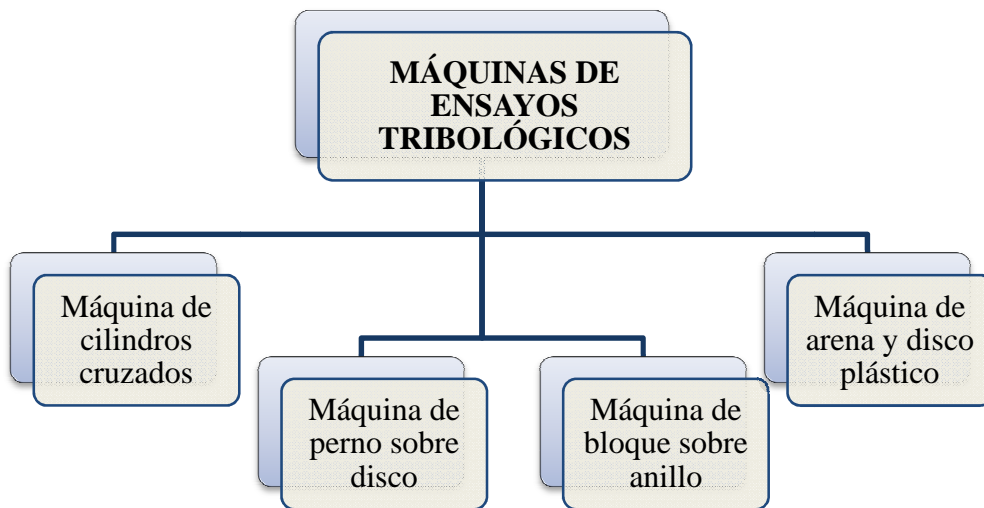 MÁQUINAS DE
ENSAYOS
TRIBOLÓGICOS
Máquina de
cilindros
cruzados
Máquina de
perno sobre
disco
Máquina de
bloque sobre
anillo
Máquina de
arena y disco
plástico